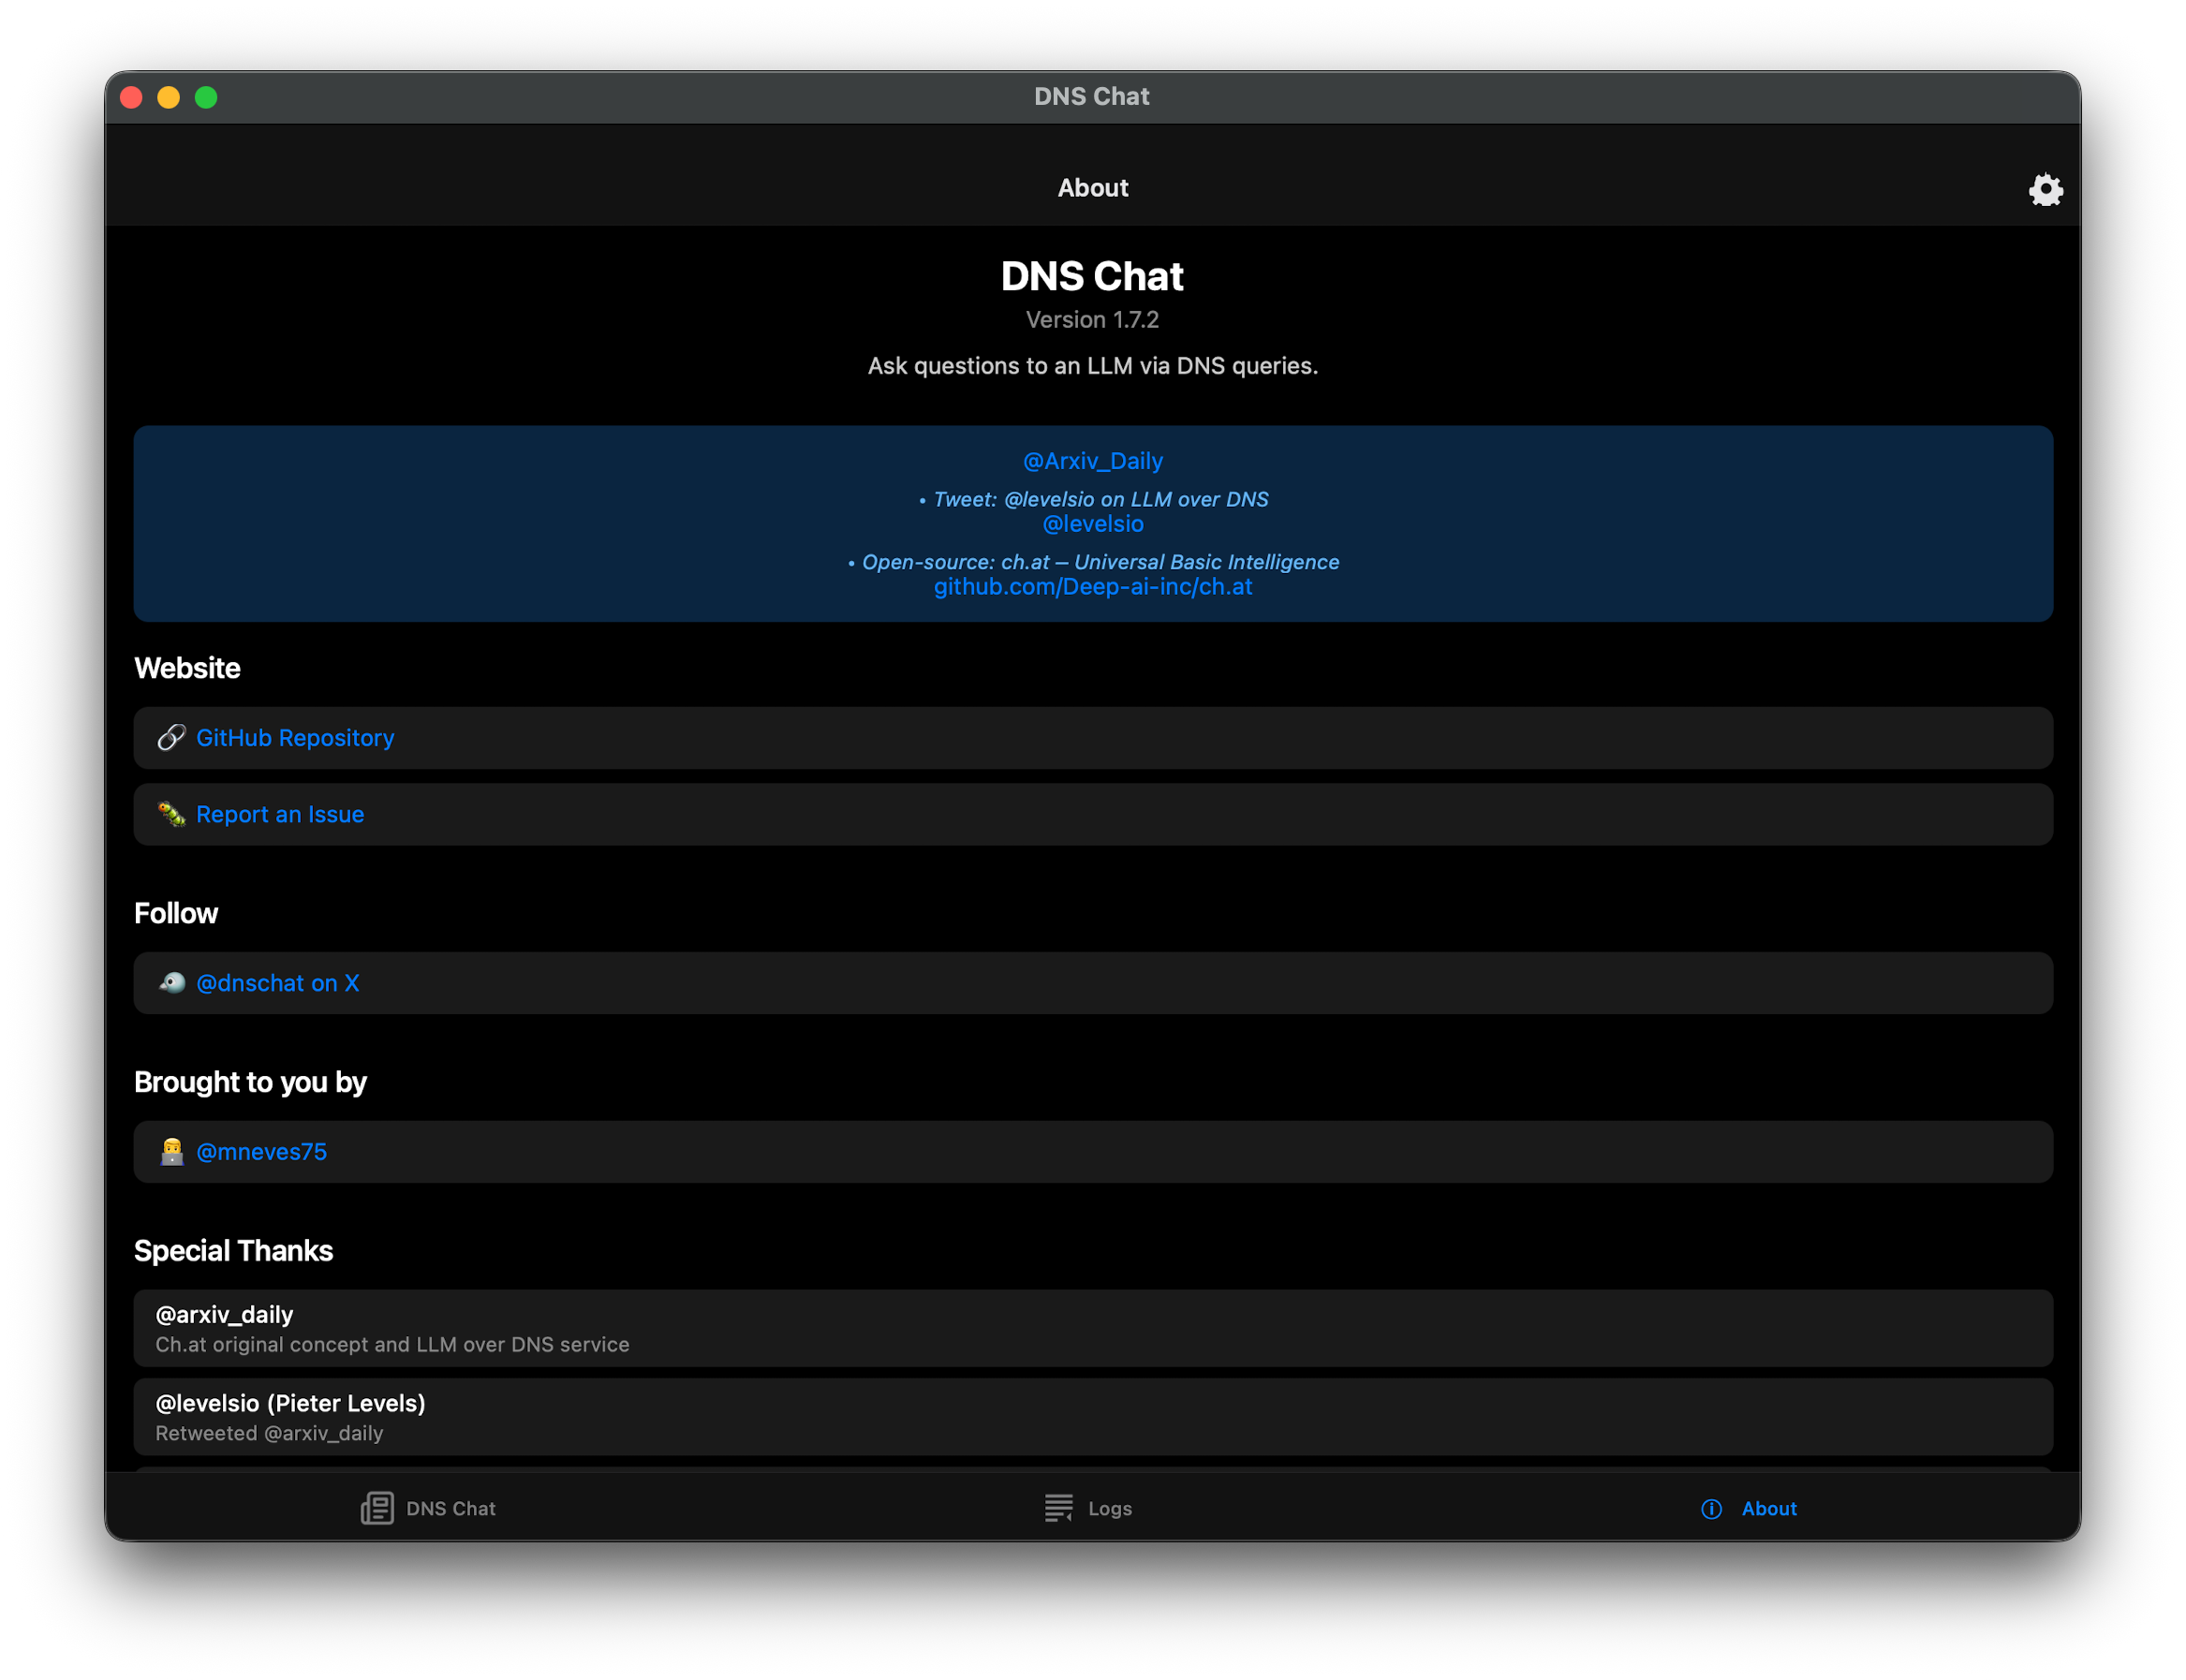 DNS Chat
About
DNS Chat
Version 1.7.2
Ask questions to an LLM via DNS queries.
@Arxiv_Daily
• Tweet: @levelsio on LLM over DNS
@levelsio
• Open-source: ch.at – Universal Basic Intelligence
github.com/Deep-ai-inc/ch.at
Website
GitHub Repository
Report an Issue
Follow
@dnschat on X
Brought to you by
@mneves75
Special Thanks
@arxiv_daily
Ch.at original concept and LLM over DNS service
@levelsio (Pieter Levels)
Retweeted @arxiv_daily
DNS Chat
Logs
About